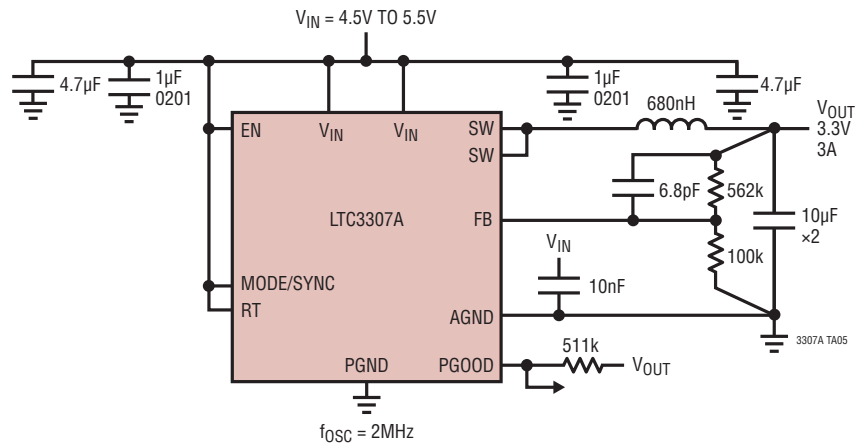 V_IN = 4.5V TO 5.5V
4.7µF
1µF
0201
1µF
0201
4.7µF
680nH
V_OUT
3.3V
3A
EN
V_IN
V_IN
SW
SW
6.8pF
562k
LTC3307A
FB
10µF
×2
V_IN
100k
MODE/SYNC
10nF
RT
AGND
3307A TA05
511k
PGND
PGOOD
V_OUT
f_OSC = 2MHz